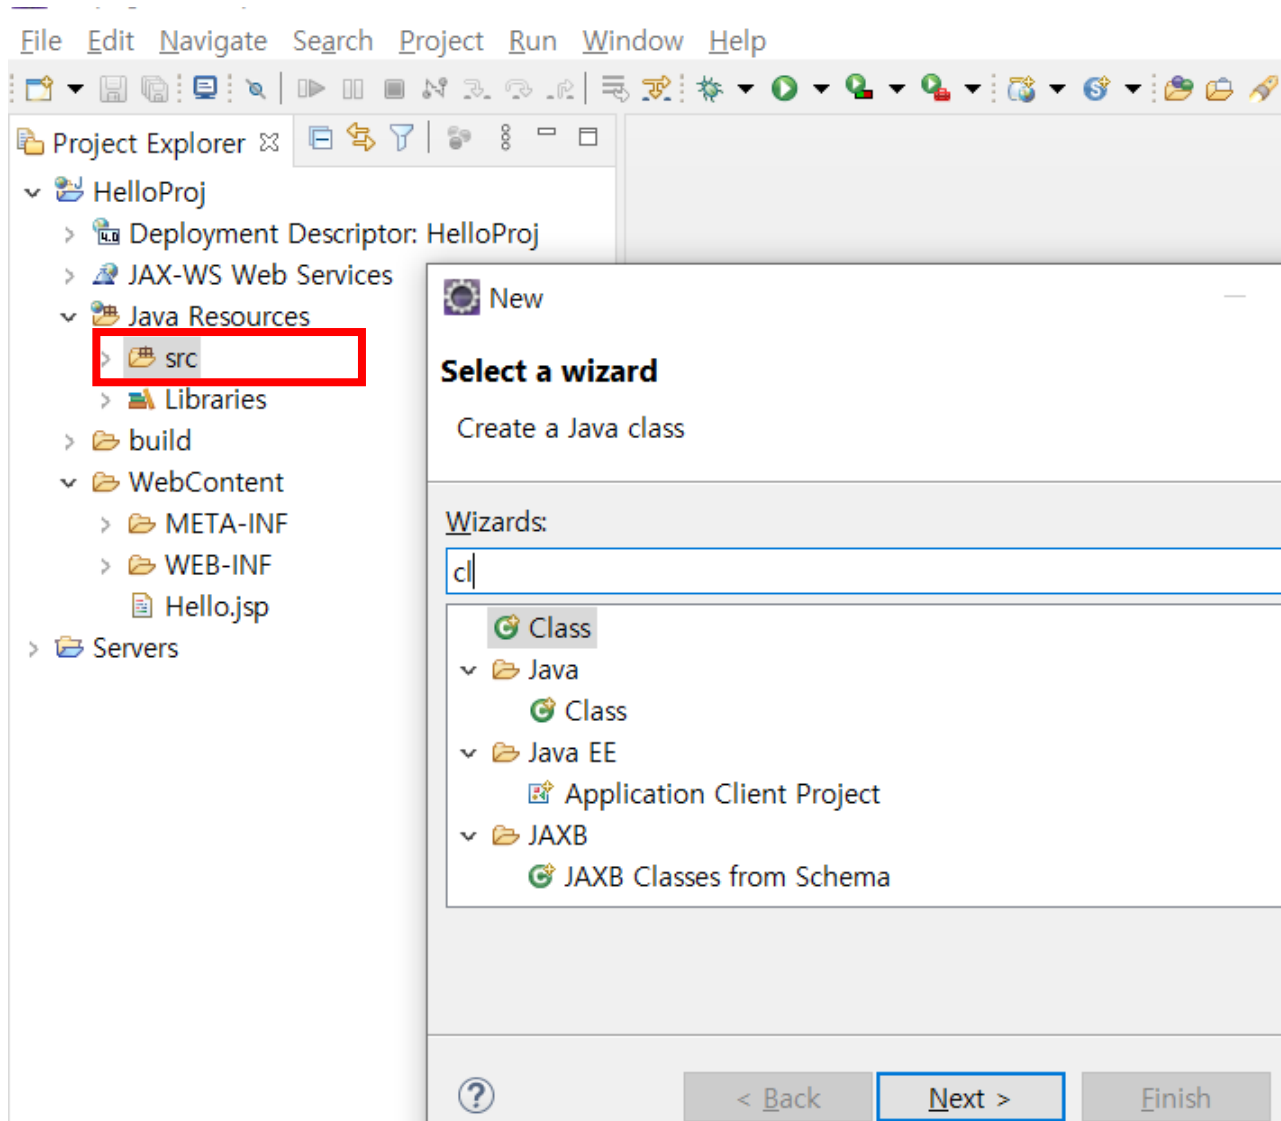 File Edit Navigate Search Project Run Window Help
Project Explorer
HelloProj
Deployment Descriptor: HelloProj
JAX-WS Web Services
Java Resources
src
Libraries
build
WebContent
META-INF
WEB-INF
Hello.jsp
Servers
New
Select a wizard
Create a Java class
Wizards:
cl
Class
Java
Class
Java EE
Application Client Project
JAXB
JAXB Classes from Schema
< Back Next > Finish